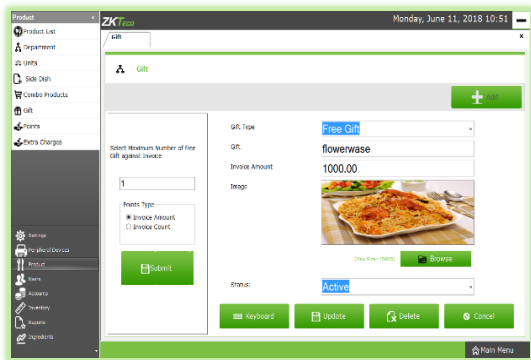 Product
ZKTECO
Monday, June 11, 2018 10:51
Product List
Department
Units
Side Dish
Combo Products
Gift
Points
Extra Charges
Gift
x
Gift
Add
Select Maximum Number of Free
Gift against Invoice
1
Points Type
Invoice Amount
Invoice Count
Submit
Gift Type
Free Gift
Gift
flowerwase
Invoice Amount
1000.00
Image
Browse
Status:
Active
Keyboard
Update
Delete
Cancel
Settings
Peripheral Devices
Product
Users
Accounts
Inventory
Reports
Ingredients
Main Menu